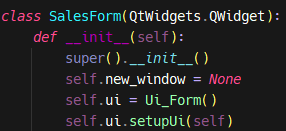 class SalesForm(QtWidgets.QWidget):
    def __init__(self):
        super().__init__()
        self.new_window = None
        self.ui = Ui_Form()
        self.ui.setupUi(self)